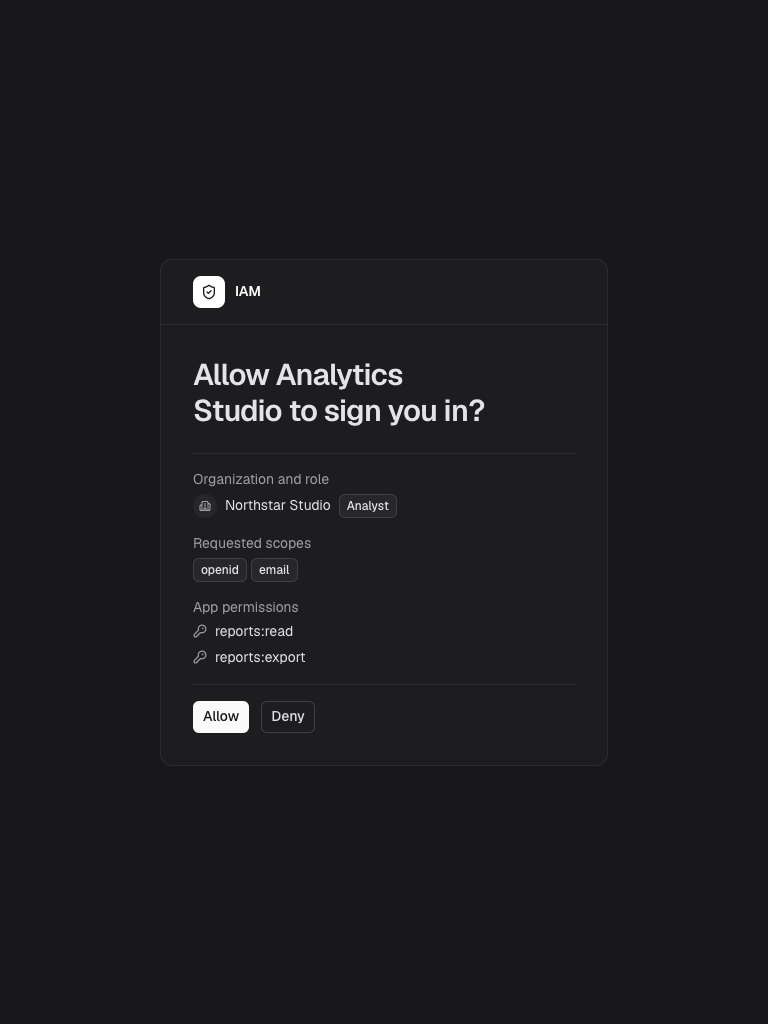 IAM
Allow Analytics
Studio to sign you in?
Organization and role
Northstar Studio Analyst
Requested scopes
openid email
App permissions
reports:read
reports:export
Allow Deny